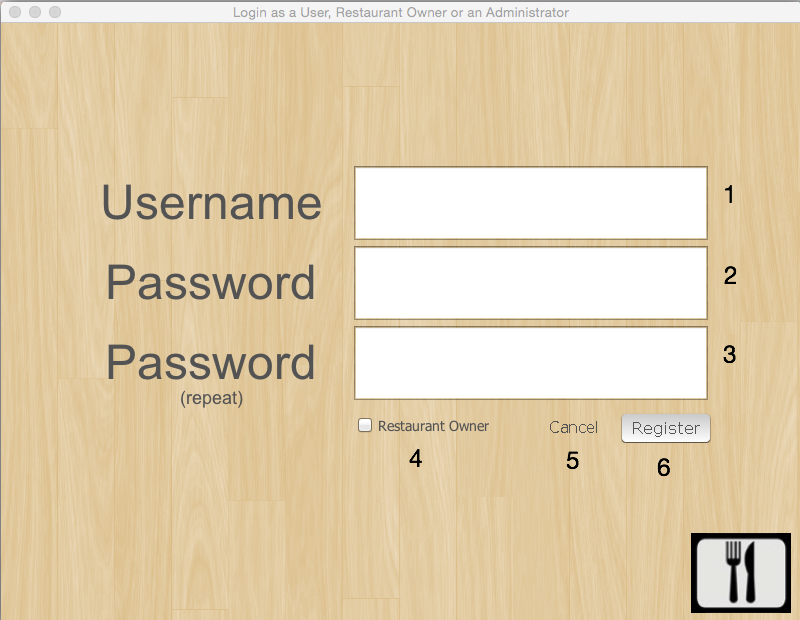 Login as a User, Restaurant Owner or an Administrator
Username 1
Password 2
Password 3
(repeat)
Restaurant Owner Cancel Register
4 5 6